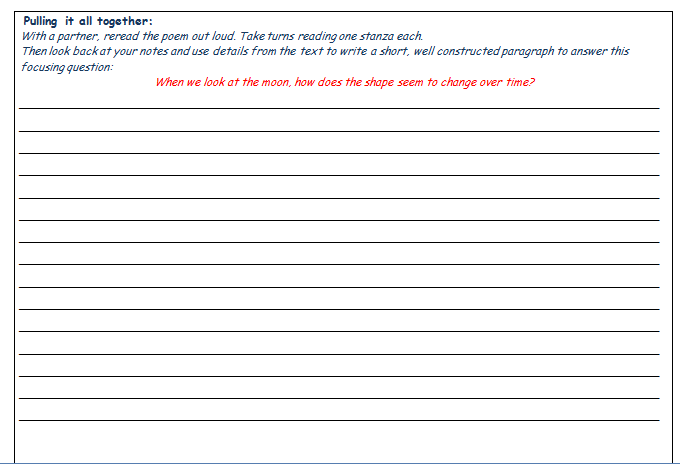 Pulling it all together:
With a partner, reread the poem out loud. Take turns reading one stanza each.
Then look back at your notes and use details from the text to write a short, well constructed paragraph to answer this
focusing question:
When we look at the moon, how does the shape seem to change over time?